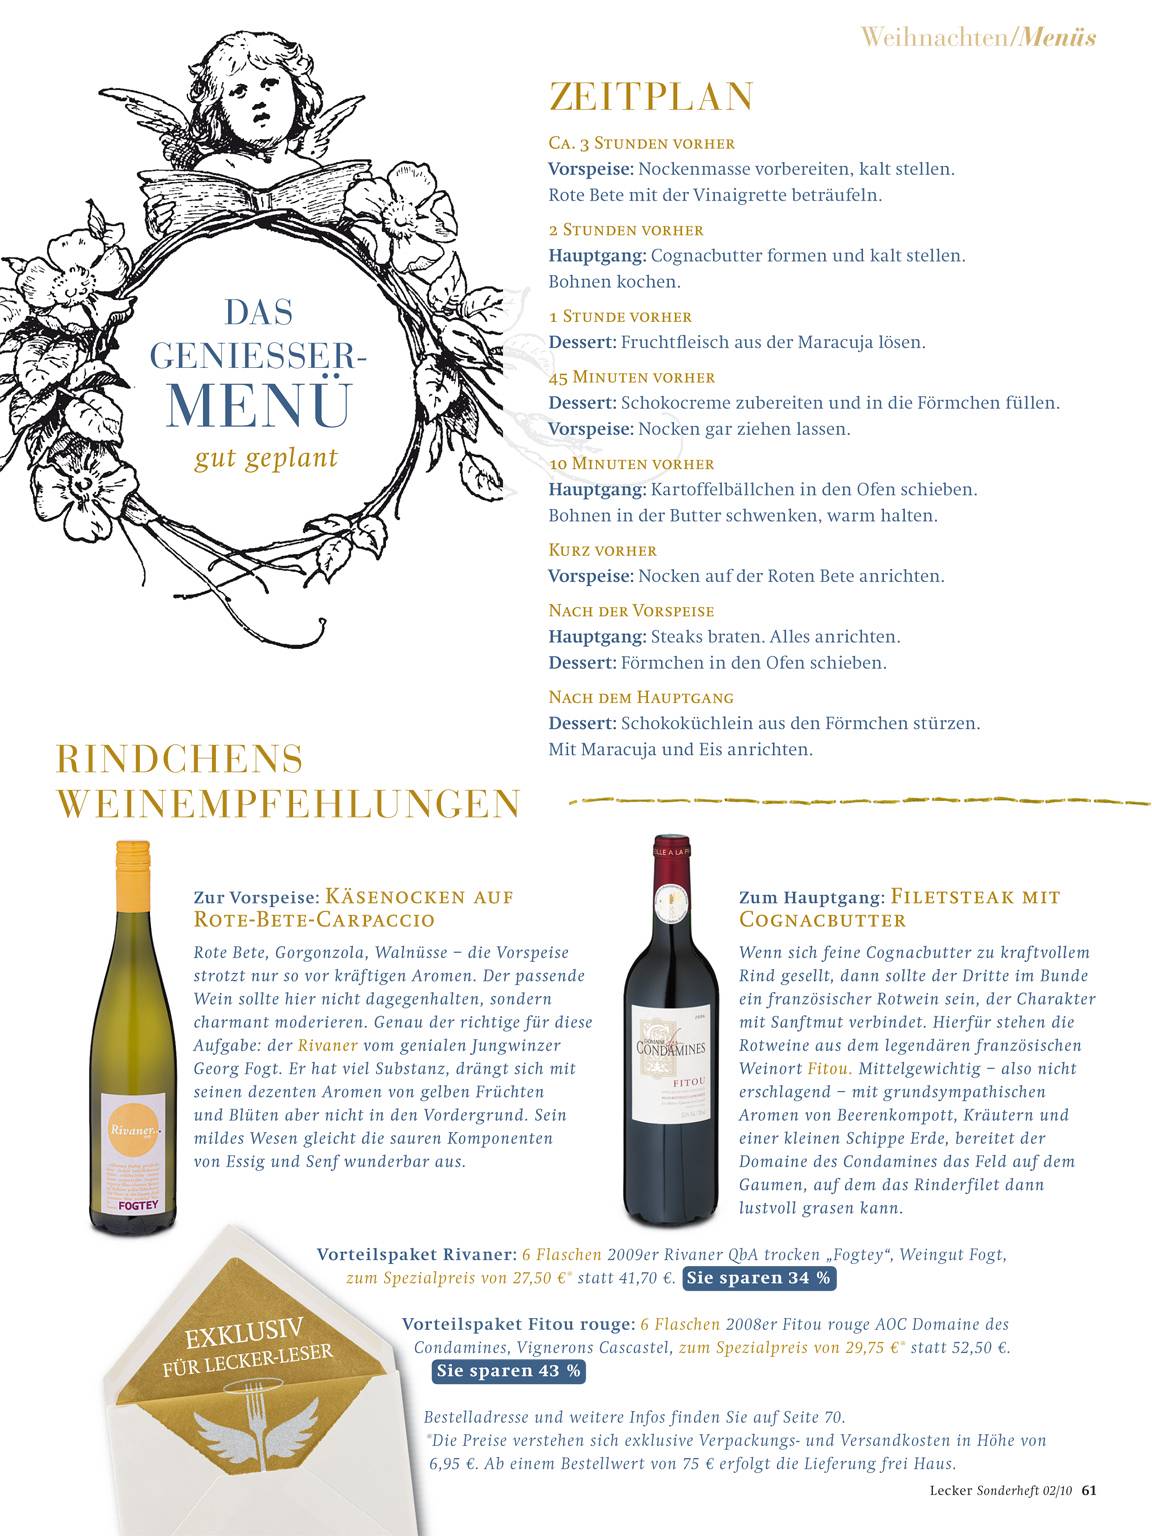 Weihnachten/Menüs
DAS
GENIESSER-
MENÜ
gut geplant
ZEITPLAN
CA. 3 STUNDEN VORHER
Vorspeise: Nockenmasse vorbereiten, kalt stellen.
Rote Bete mit der Vinaigrette beträufeln.
2 STUNDEN VORHER
Hauptgang: Cognacbutter formen und kalt stellen.
Bohnen kochen.
1 STUNDE VORHER
Dessert: Fruchtfleisch aus der Maracuja lösen.
45 MINUTEN VORHER
Dessert: Schokocreme zubereiten und in die Förmchen füllen.
Vorspeise: Nocken gar ziehen lassen.
10 MINUTEN VORHER
Hauptgang: Kartoffelbällchen in den Ofen schieben.
Bohnen in der Butter schwenken, warm halten.
KURZ VORHER
Vorspeise: Nocken auf der Roten Bete anrichten.
NACH DER VORSPEISE
Hauptgang: Steaks braten. Alles anrichten.
Dessert: Förmchen in den Ofen schieben.
NACH DEM HAUPTGANG
Dessert: Schokoküchlein aus den Förmchen stürzen.
Mit Maracuja und Eis anrichten.
RINDCHENS
WEINEMPFEHLUNGEN
Zur Vorspeise: KÄSENOCKEN AUF
ROTE-BETE-CARPACCIO
Rote Bete, Gorgonzola, Walnüsse – die Vorspeise
strotzt nur so vor kräftigen Aromen. Der passende
Wein sollte hier nicht dagegenhalten, sondern
charmant moderieren. Genau der richtige für diese
Aufgabe: der Rivaner vom genialen Jungwinzer
Georg Fogt. Er hat viel Substanz, drängt sich mit
seinen dezenten Aromen von gelben Früchten
und Blüten aber nicht in den Vordergrund. Sein
mildes Wesen gleicht die sauren Komponenten
von Essig und Senf wunderbar aus.
Rivaner
FOGTEY
Zum Hauptgang: FILETSTEAK MIT
COGNACBUTTER
Wenn sich feine Cognacbutter zu kraftvollem
Rind gesellt, dann sollte der Dritte im Bunde
ein französischer Rotwein sein, der Charakter
mit Sanftmut verbindet. Hierfür stehen die
Rotweine aus dem legendären französischen
Weinort Fitou. Mittelgewichtig – also nicht
erschlagend – mit grundsympathischen
Aromen von Beerenkompott, Kräutern und
einer kleinen Schippe Erde, bereitet der
Domaine des Condamines das Feld auf dem
Gaumen, auf dem das Rinderfilet dann
lustvoll grasen kann.
DOMAINE
CONDAMINES
FITOU
Vorteilspaket Rivaner: 6 Flaschen 2009er Rivaner QbA trocken „Fogtey“, Weingut Fogt,
zum Spezialpreis von 27,50 €* statt 41,70 €. Sie sparen 34 %
Vorteilspaket Fitou rouge: 6 Flaschen 2008er Fitou rouge AOC Domaine des
Condamines, Vignerons Cascastel, zum Spezialpreis von 29,75 €* statt 52,50 €.
Sie sparen 43 %
EXKLUSIV
FÜR LECKER-LESER
Bestelladresse und weitere Infos finden Sie auf Seite 70.
*Die Preise verstehen sich exklusive Verpackungs- und Versandkosten in Höhe von
6,95 €. Ab einem Bestellwert von 75 € erfolgt die Lieferung frei Haus.
Lecker Sonderheft 02/10 61